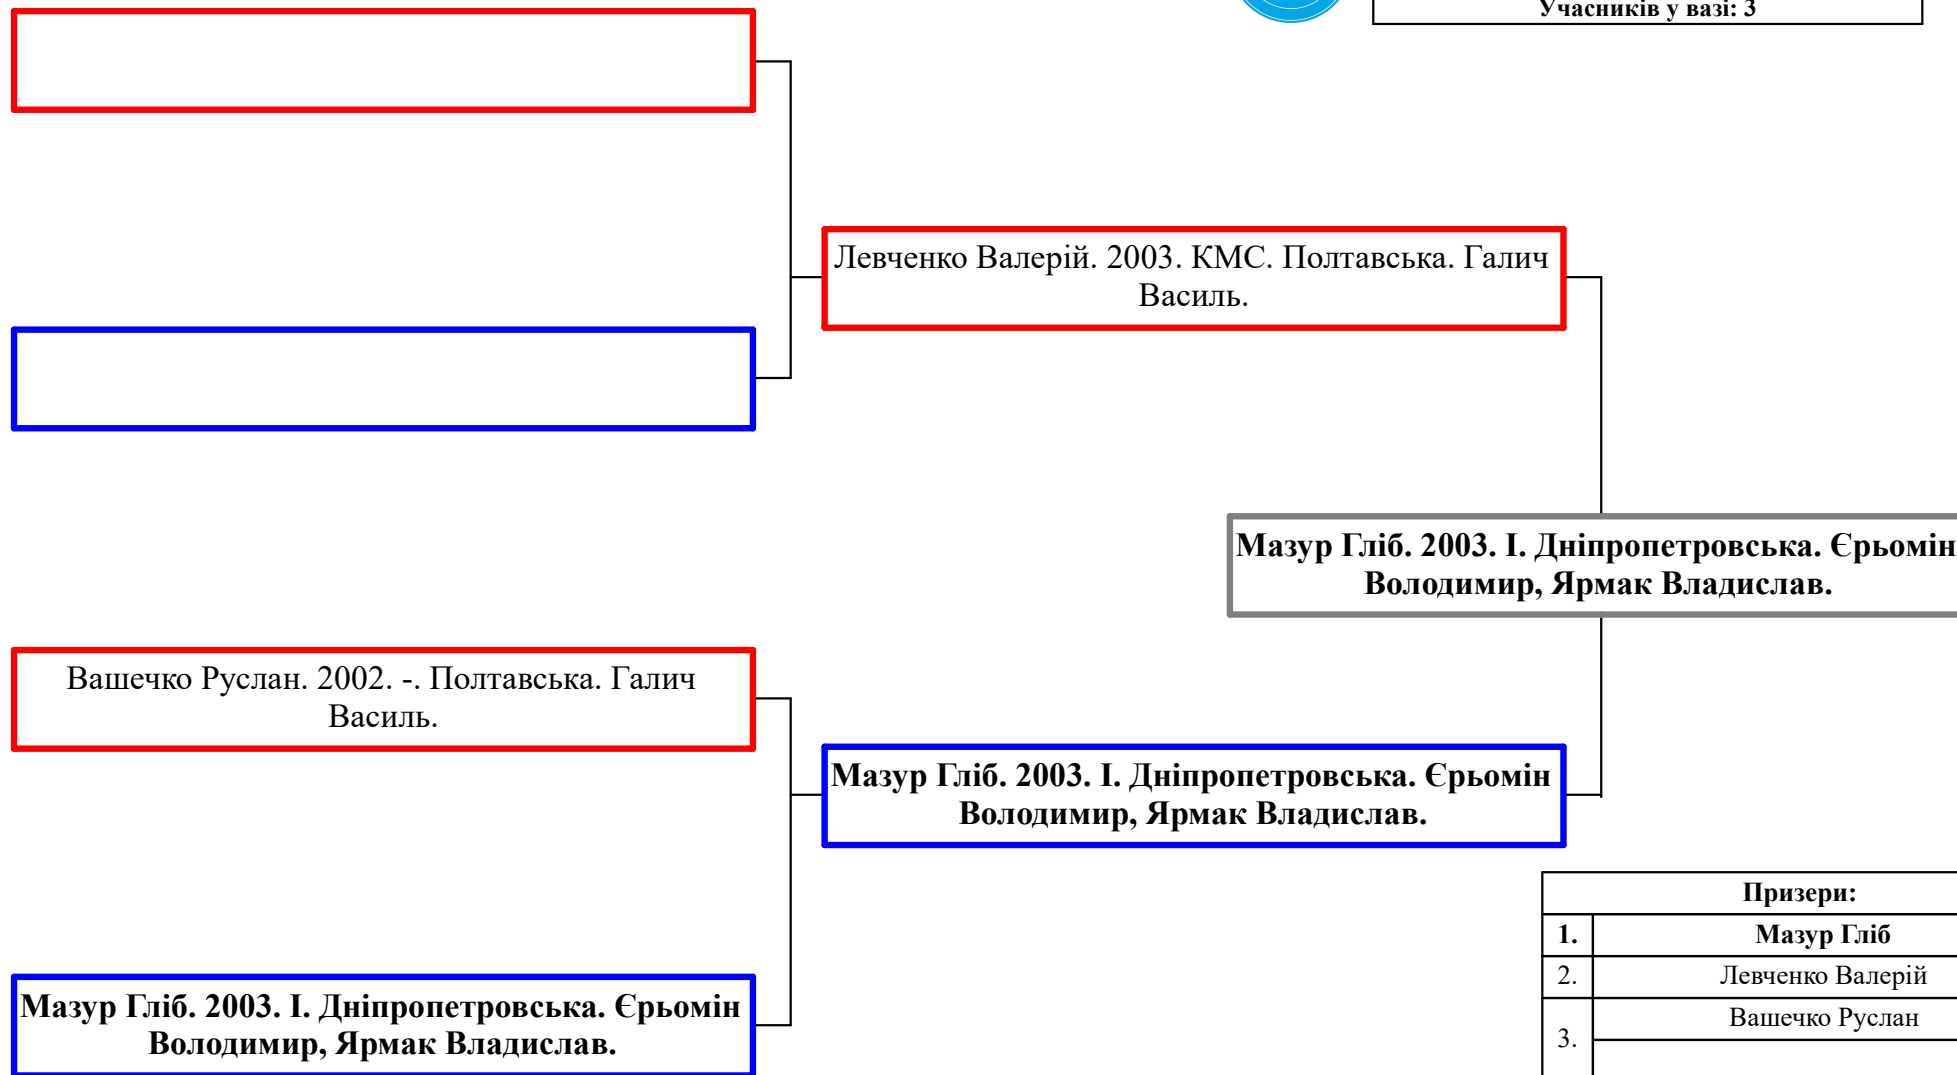 Учасників у вазі: 3
Левченко Валерій. 2003. КМС. Полтавська. Галич
Василь.
Мазур Гліб. 2003. І. Дніпропетровська. Єрьомін
Володимир, Ярмак Владислав.
Вашечко Руслан. 2002. -. Полтавська. Галич
Василь.
Мазур Гліб. 2003. І. Дніпропетровська. Єрьомін
Володимир, Ярмак Владислав.
Мазур Гліб. 2003. І. Дніпропетровська. Єрьомін
Володимир, Ярмак Владислав.
Призери:
1. Мазур Гліб
2. Левченко Валерій
3. Вашечко Руслан